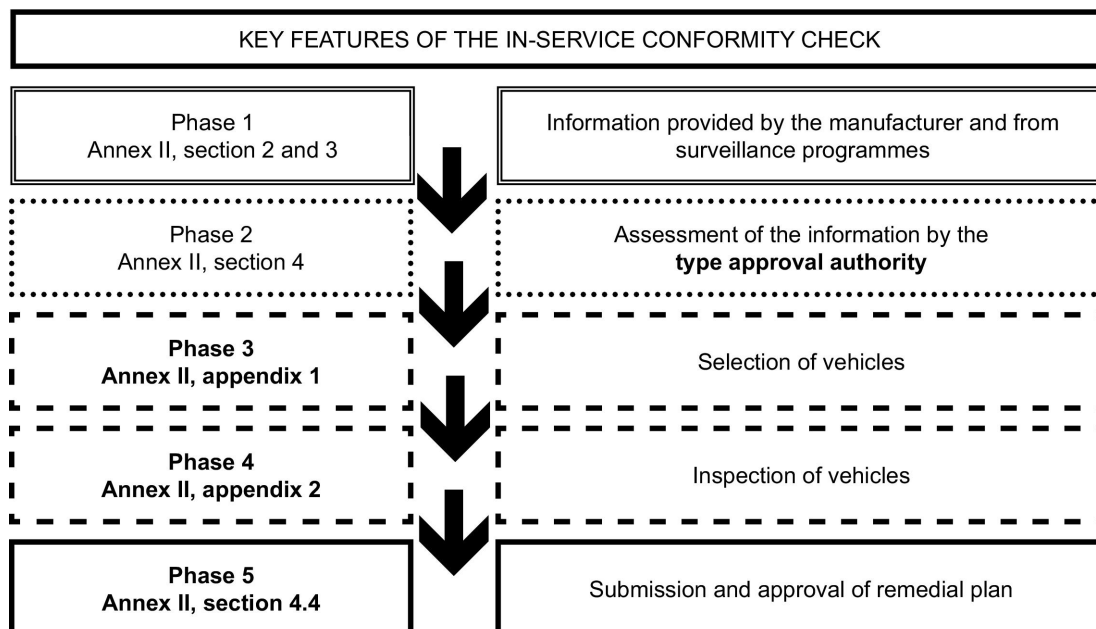 KEY FEATURES OF THE IN-SERVICE CONFORMITY CHECK
Phase 1
Annex II, section 2 and 3
Information provided by the manufacturer and from
surveillance programmes
Phase 2
Annex II, section 4
Assessment of the information by the
type approval authority
Phase 3
Annex II, appendix 1
Selection of vehicles
Phase 4
Annex II, appendix 2
Inspection of vehicles
Phase 5
Annex II, section 4.4
Submission and approval of remedial plan